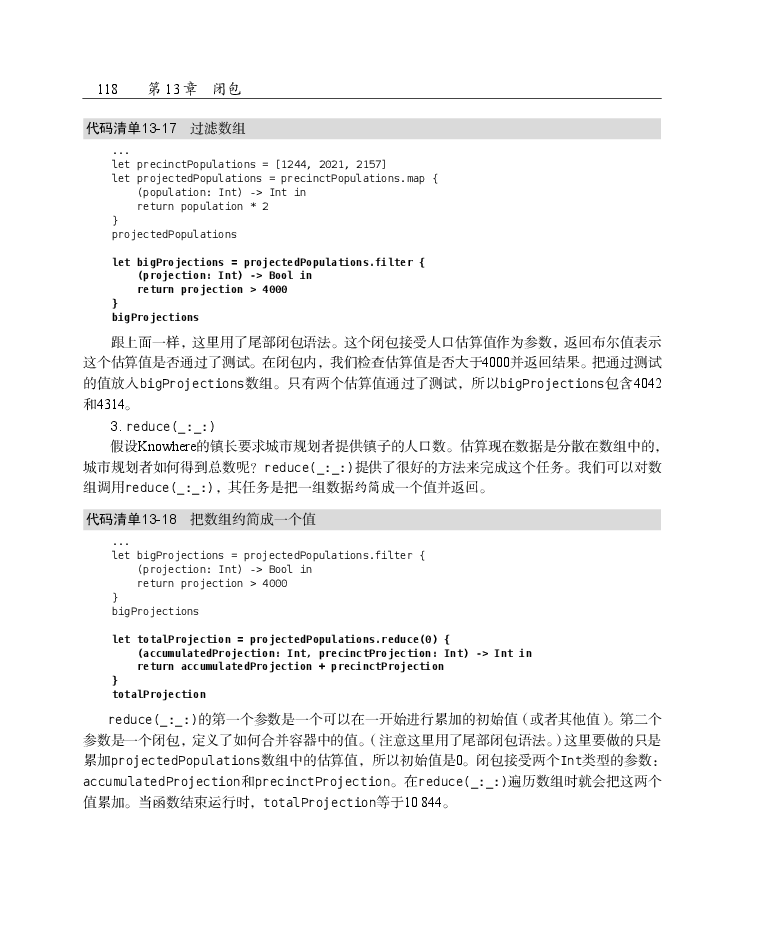 118 第 13 章 闭包
代码清单13-17 过滤数组
...
let precinctPopulations = [1244, 2021, 2157]
let projectedPopulations = precinctPopulations.map {
    (population: Int) -> Int in
    return population * 2
}
projectedPopulations
let bigProjections = projectedPopulations.filter {
    (projection: Int) -> Bool in
    return projection > 4000
}
bigProjections
跟上面一样，这里用了尾部闭包语法。这个闭包接受人口估算值作为参数，返回布尔值表示
这个估算值是否通过了测试。在闭包内，我们检查估算值是否大于4000并返回结果。把通过测试
的值放入bigProjections数组。只有两个估算值通过了测试，所以bigProjections包含4042
和4314。
3. reduce(_:_:)
假设Knowhere的镇长要求城市规划者提供镇子的人口数。估算现在数据是分散在数组中的，
城市规划者如何得到总数呢？reduce(_:_:)提供了很好的方法来完成这个任务。我们可以对数
组调用reduce(_:_:)，其任务是把一组数据约简成一个值并返回。
代码清单13-18 把数组约简成一个值
...
let bigProjections = projectedPopulations.filter {
    (projection: Int) -> Bool in
    return projection > 4000
}
bigProjections
let totalProjection = projectedPopulations.reduce(0) {
    (accumulatedProjection: Int, precinctProjection: Int) -> Int in
    return accumulatedProjection + precinctProjection
}
totalProjection
reduce(_:_:)的第一个参数是一个可以在一开始进行累加的初始值（或者其他值）。第二个
参数是一个闭包，定义了如何合并容器中的值。（注意这里用了尾部闭包语法。）这里要做的只是
累加projectedPopulations数组中的估算值，所以初始值是0。闭包接受两个Int类型的参数：
accumulatedProjection和precinctProjection。在reduce(_:_:)遍历数组时就会把这两个
值累加。当函数结束运行时，totalProjection等于10 844。